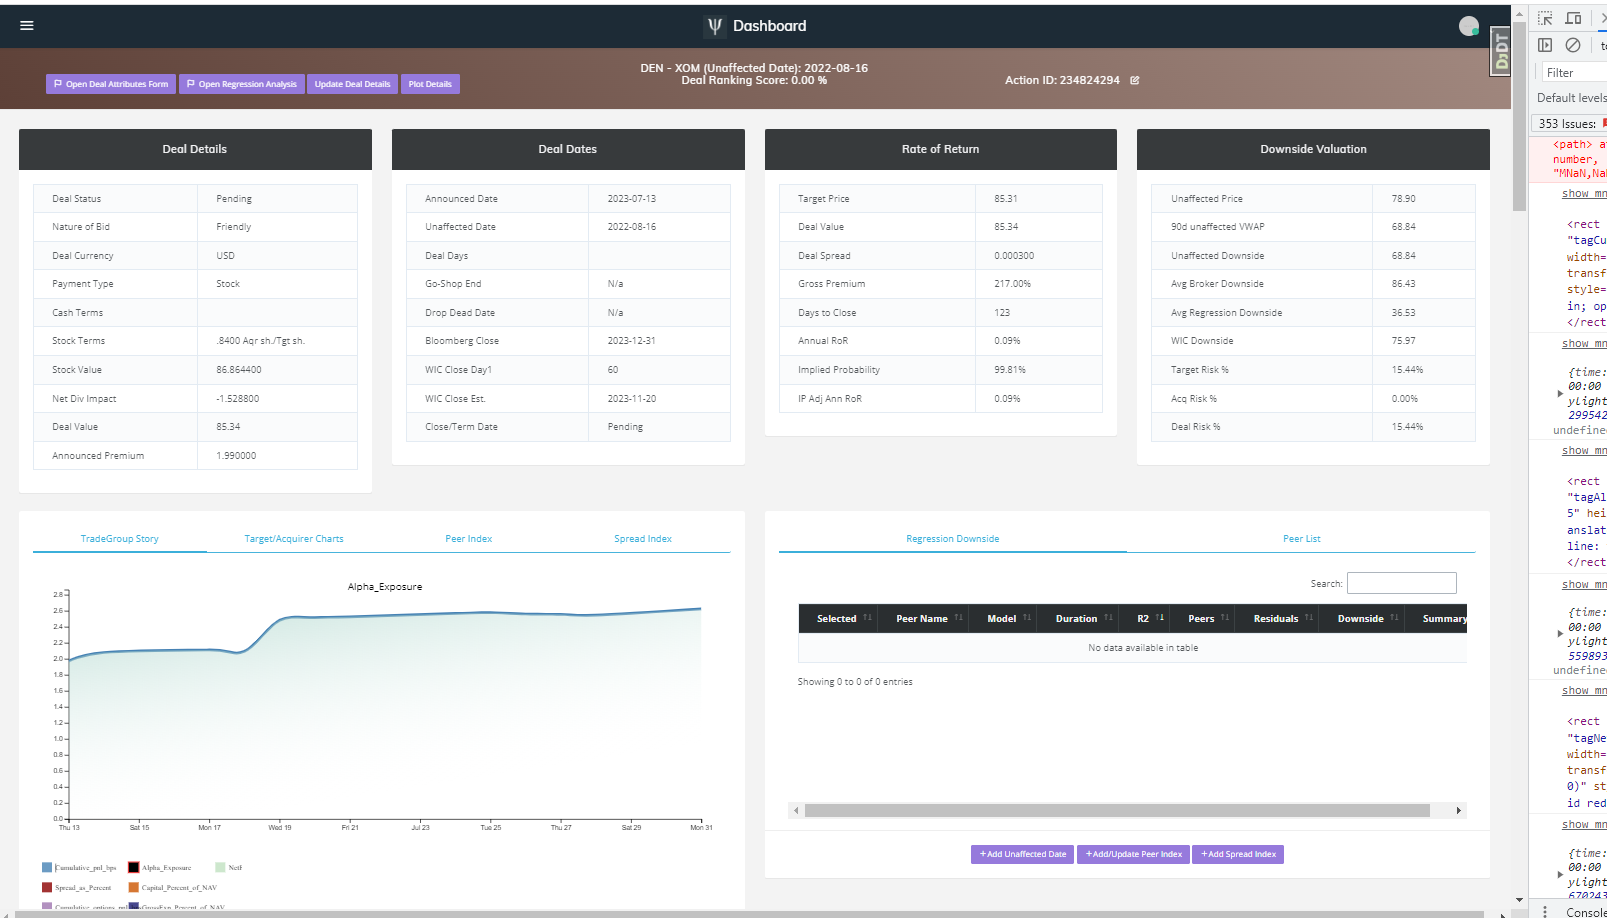 Dashboard
DJDT
DEN - XOM (Unaffected Date): 2022-08-16
Deal Ranking Score: 0.00 %
Action ID: 234824294
Open Deal Attributes Form
Open Regression Analysis
Update Deal Details
Plot Details
Deal Details
Deal Status Pending
Nature of Bid Friendly
Deal Currency USD
Payment Type Stock
Cash Terms
Stock Terms .8400 Aqr sh./Tgt sh.
Stock Value 86.864400
Net Div Impact -1.528800
Deal Value 85.34
Announced Premium 1.990000
Deal Dates
Announced Date 2023-07-13
Unaffected Date 2022-08-16
Deal Days
Go-Shop End N/a
Drop Dead Date N/a
Bloomberg Close 2023-12-31
WIC Close Day1 60
WIC Close Est. 2023-11-20
Close/Term Date Pending
Rate of Return
Target Price 85.31
Deal Value 85.34
Deal Spread 0.000300
Gross Premium 217.00%
Days to Close 123
Annual RoR 0.09%
Implied Probability 99.81%
IP Adj Ann RoR 0.09%
Downside Valuation
Unaffected Price 78.90
90d unaffected VWAP 68.84
Unaffected Downside 68.84
Avg Broker Downside 86.43
Avg Regression Downside 36.53
WIC Downside 75.97
Target Risk % 15.44%
Acq Risk % 0.00%
Deal Risk % 15.44%
TradeGroup Story
Target/Acquirer Charts
Peer Index
Spread Index
Alpha_Exposure
2.8
2.6
2.4
2.2
2.0
1.8
1.6
1.4
1.2
1.0
0.8
0.6
0.4
0.2
0.0
Thu 13 Sat 15 Mon 17 Wed 19 Fri 21 Jul 23 Tue 25 Thu 27 Sat 29 Mon 31
Cumulative_pnl_bps Alpha_Exposure
Spread_as_Percent Capital_Percent_of_NAV
GrossExp_Percent_of_NAV
Regression Downside
Peer List
Search:
Selected Peer Name Model Duration R2 Peers Residuals Downside Summary
No data available in table
Showing 0 to 0 of 0 entries
+Add Unaffected Date
+Add/Update Peer Index
+Add Spread Index
Filter
Default levels
353 Issues:
<path> a
number,
"MNaN,Na
show mn
<rect
"tagCu
width=
transf
style=
in; op
</rect
show mn
{time:
00:00
ylight
299542
undefine
show mn
<rect
"tagAl
5" hei
anslat
line:
</rect
show mn
{time:
00:00
ylight
559893
undefine
show mn
<rect
"tagNe
width=
transf
0)" st
id red
show mn
{time:
00:00
ylight
670243
Console